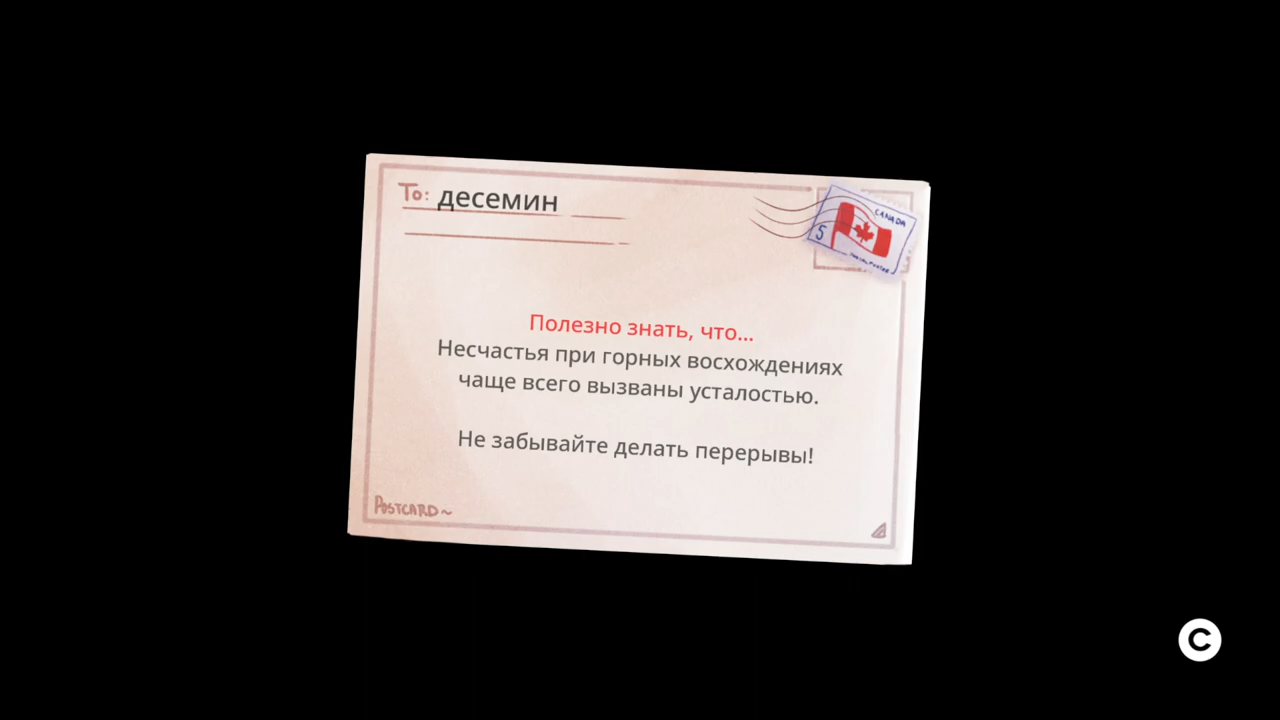 To: десемин
CANADA
5
Полезно знать, что...
Несчастья при горных восхождениях
чаще всего вызваны усталостью.
Не забывайте делать перерывы!
POSTCARD~
C